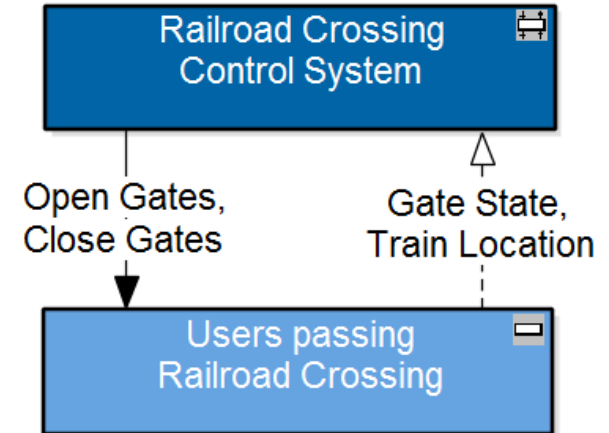 Railroad Crossing
Control System
Open Gates,
Close Gates
Gate State,
Train Location
Users passing
Railroad Crossing